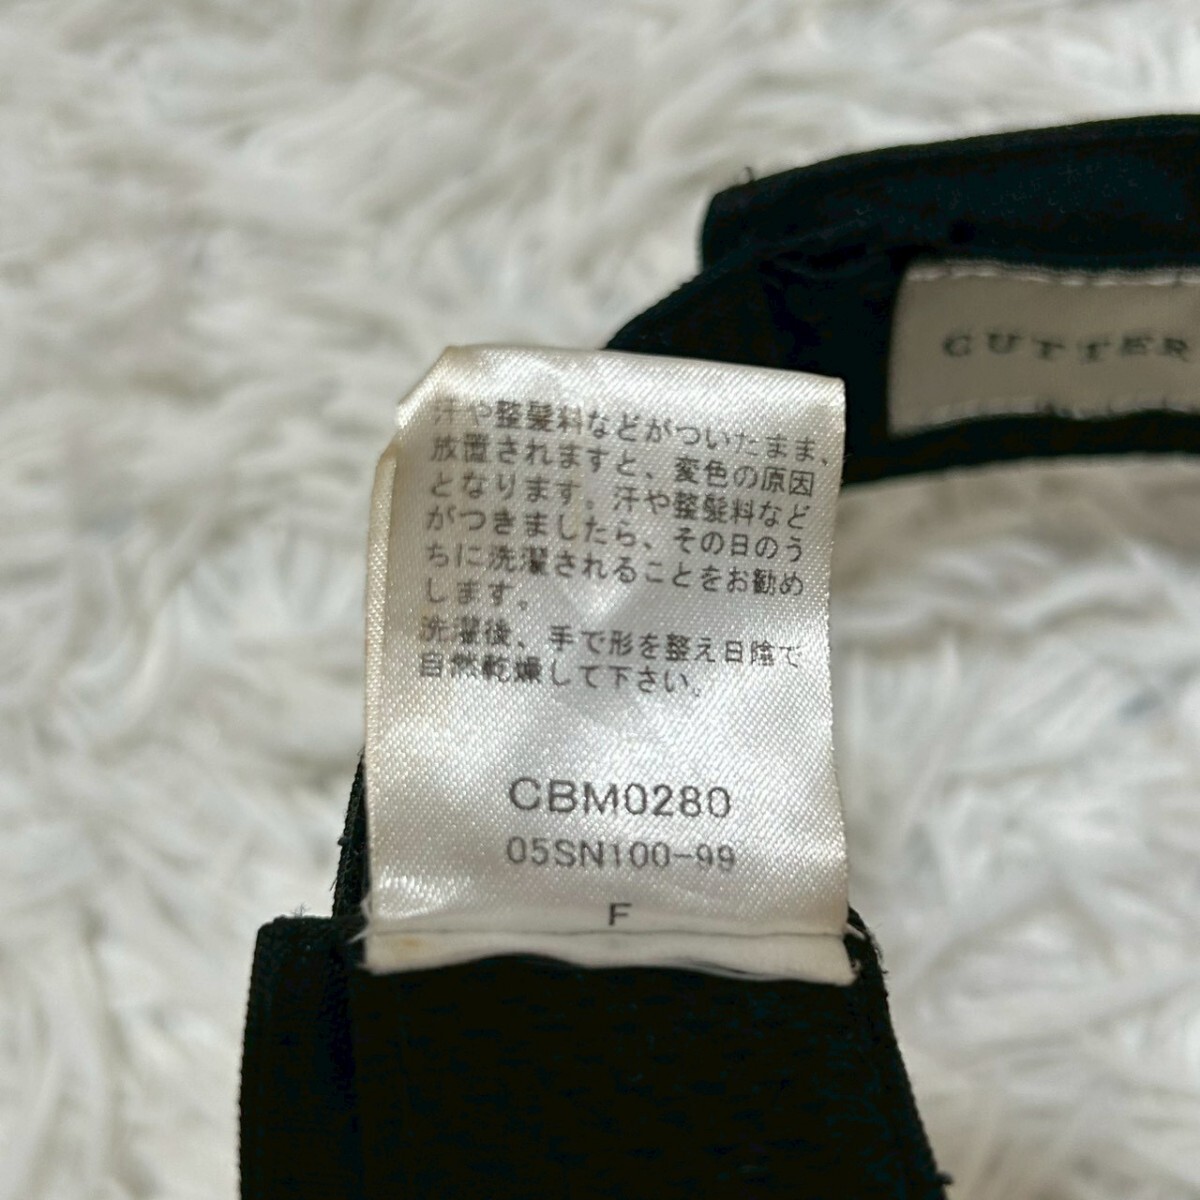 CUTTER
汗や整髪料などがついたまま、
放置されますと、変色の原因
となります。汗や整髪料など
がつきましたら、その日のう
ちに洗濯されることをお勧め
します。
洗濯後、手で形を整え日陰で
自然乾燥して下さい。
CBM0280
05SN100-99
F